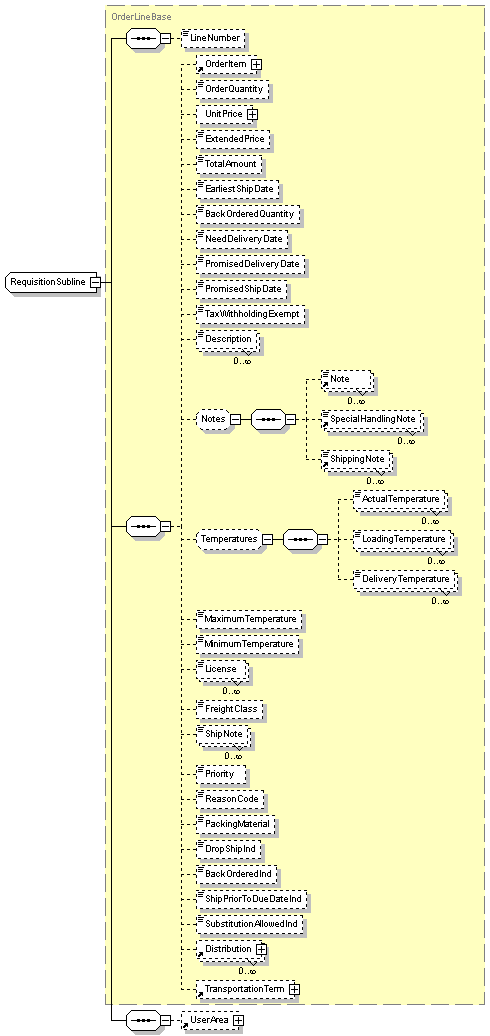 OrderLineBase
LineNumber
OrderItem
OrderQuantity
UnitPrice
ExtendedPrice
TotalAmount
EarliestShipDate
BackOrderedQuantity
NeedDeliveryDate
PromisedDeliveryDate
RequisitionSubline
PromisedShipDate
TaxWithholdingExempt
Description
0..∞
Note
0..∞
Notes
SpecialHandlingNote
0..∞
ShippingNote
0..∞
ActualTemperature
0..∞
Temperatures
LoadingTemperature
0..∞
DeliveryTemperature
0..∞
MaximumTemperature
MinimumTemperature
License
0..∞
FreightClass
ShipNote
0..∞
Priority
ReasonCode
PackingMaterial
DropShipInd
BackOrderedInd
ShipPriorToDueDateInd
SubstitutionAllowedInd
Distribution
0..∞
TransportationTerm
UserArea